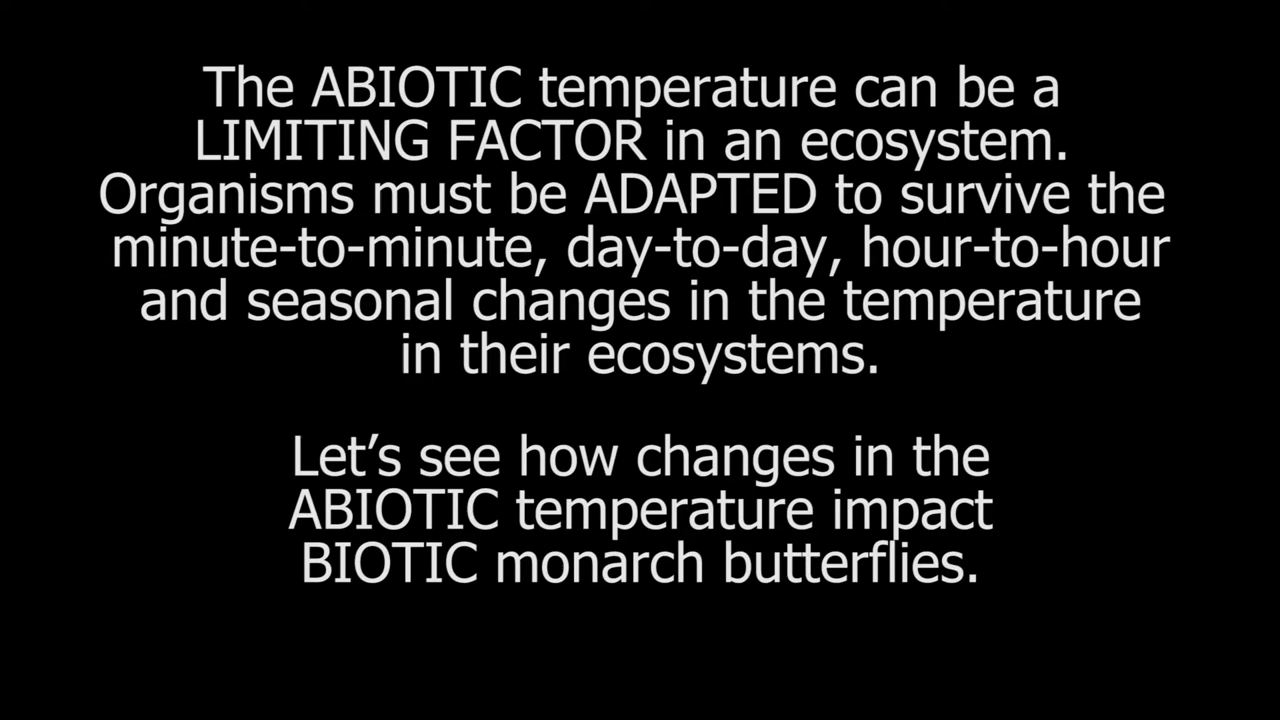 The ABIOTIC temperature can be a
LIMITING FACTOR in an ecosystem.
Organisms must be ADAPTED to survive the
minute-to-minute, day-to-day, hour-to-hour
and seasonal changes in the temperature
in their ecosystems.
Let’s see how changes in the
ABIOTIC temperature impact
BIOTIC monarch butterflies.